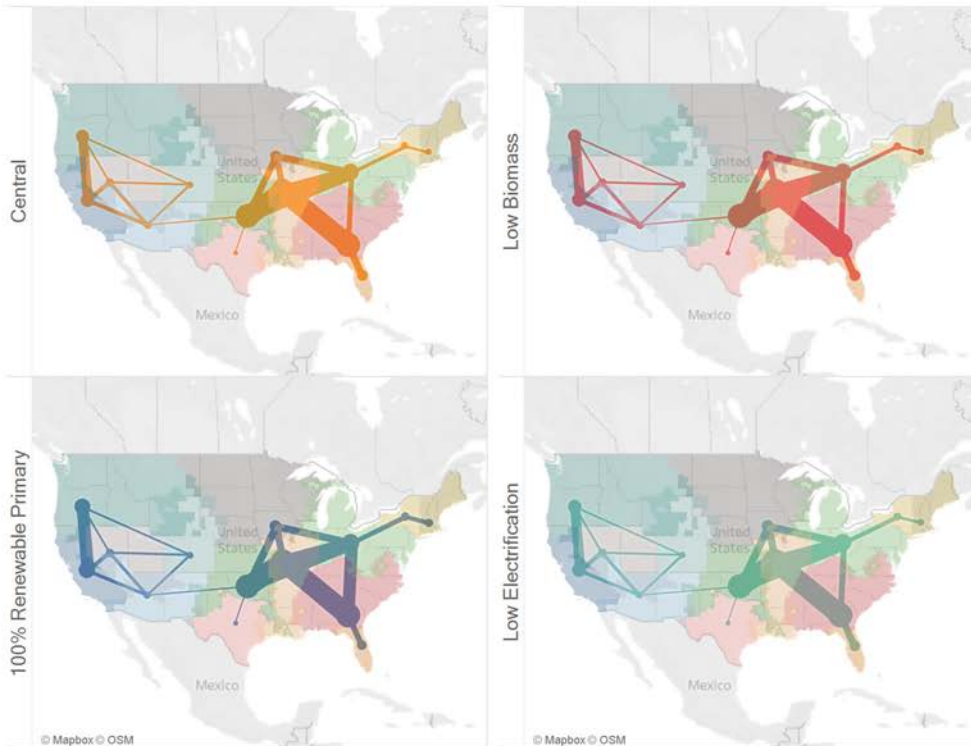 Central
United
States
Mexico
Low Biomass
United
States
Mexico
100% Renewable Primary
United
States
Mexico
© Mapbox © OSM
Low Electrification
United
States
Mexico
© Mapbox © OSM